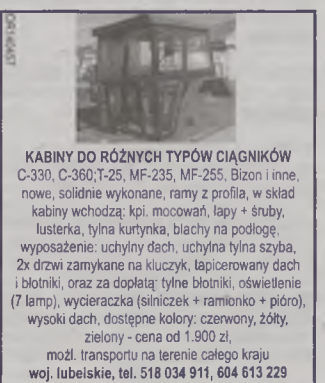 OR140457
KABINY DO RÓŻNYCH TYPÓW CIĄGNIKÓW
C-330, C-360;T-25, MF-235, MF-255, Bizon i inne,
nowe, solidnie wykonane, ramy z profila, w skład
kabiny wchodzą: kpi. mocowań, łapy + śruby,
lusterka, tylna kurtynka, blachy na podłogę,
wyposażenie: uchylny dach, uchylna tylna szyba,
2x drzwi zamykane na kluczyk, tapicerowany dach
i błotniki, oraz za dopłatą: tylne błotniki, oświetlenie
(7 lamp), wycieraczka (silniczek + ramionko + pióro),
wysoki dach, dostępne kolory: czerwony, żółty,
zielony - cena od 1.900 zł,
możl. transportu na terenie całego kraju
woj. lubelskie, tel. 518 034 911, 604 613 229